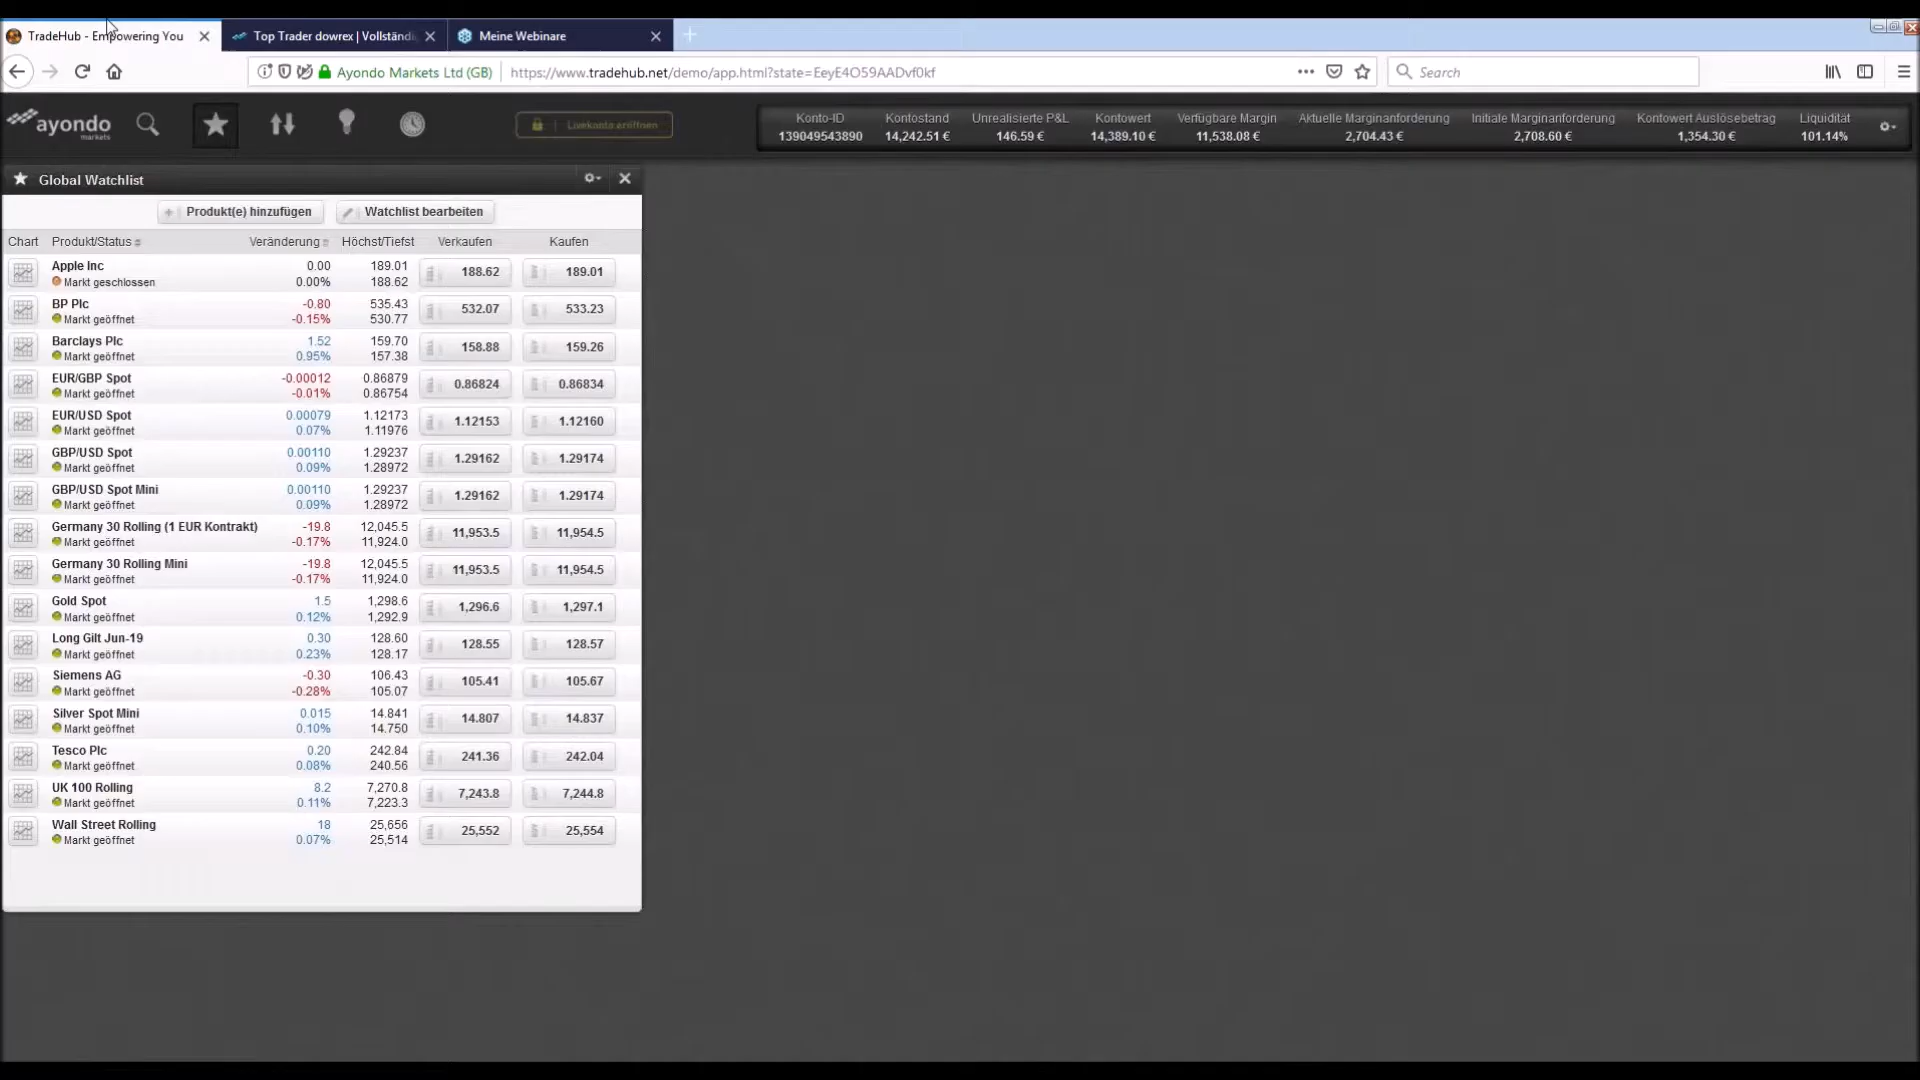 TradeHub - Empowering You
Top Trader dowrex | Vollständi
Meine Webinare
Ayondo Markets Ltd (GB)
https://www.tradehub.net/demo/app.html?state=EeyE4O59AADvf0kf
Search
ayondo
markets
Livekonto eröffnen
Konto-ID Kontostand Unrealisierte P&L Kontowert Verfügbare Margin Aktuelle Marginanforderung Initiale Marginanforderung Kontowert Auslösebetrag Liquidität
139049543890 14,242.51 € 146.59 € 14,389.10 € 11,538.08 € 2,704.43 € 2,708.60 € 1,354.30 € 101.14%
Global Watchlist
Produkt(e) hinzufügen Watchlist bearbeiten
Chart Produkt/Status Veränderung Höchst/Tiefst Verkaufen Kaufen
Apple Inc 0.00 189.01 188.62 189.01
Markt geschlossen 0.00% 188.62
BP Plc -0.80 535.43 532.07 533.23
Markt geöffnet -0.15% 530.77
Barclays Plc 1.52 159.70 158.88 159.26
Markt geöffnet 0.95% 157.38
EUR/GBP Spot -0.00012 0.86879 0.86824 0.86834
Markt geöffnet -0.01% 0.86754
EUR/USD Spot 0.00079 1.12173 1.12153 1.12160
Markt geöffnet 0.07% 1.11976
GBP/USD Spot 0.00110 1.29237 1.29162 1.29174
Markt geöffnet 0.09% 1.28972
GBP/USD Spot Mini 0.00110 1.29237 1.29162 1.29174
Markt geöffnet 0.09% 1.28972
Germany 30 Rolling (1 EUR Kontrakt) -19.8 12,045.5 11,953.5 11,954.5
Markt geöffnet -0.17% 11,924.0
Germany 30 Rolling Mini -19.8 12,045.5 11,953.5 11,954.5
Markt geöffnet -0.17% 11,924.0
Gold Spot 1.5 1,298.6 1,296.6 1,297.1
Markt geöffnet 0.12% 1,292.9
Long Gilt Jun-19 0.30 128.60 128.55 128.57
Markt geöffnet 0.23% 128.17
Siemens AG -0.30 106.43 105.41 105.67
Markt geöffnet -0.28% 105.07
Silver Spot Mini 0.015 14.841 14.807 14.837
Markt geöffnet 0.10% 14.750
Tesco Plc 0.20 242.84 241.36 242.04
Markt geöffnet 0.08% 240.56
UK 100 Rolling 8.2 7,270.8 7,243.8 7,244.8
Markt geöffnet 0.11% 7,223.3
Wall Street Rolling 18 25,656 25,552 25,554
Markt geöffnet 0.07% 25,514